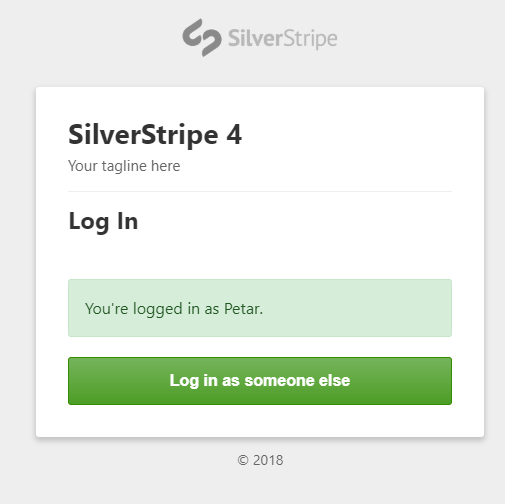 SilverStripe
SilverStripe 4
Your tagline here
Log In
You're logged in as Petar.
Log in as someone else
© 2018